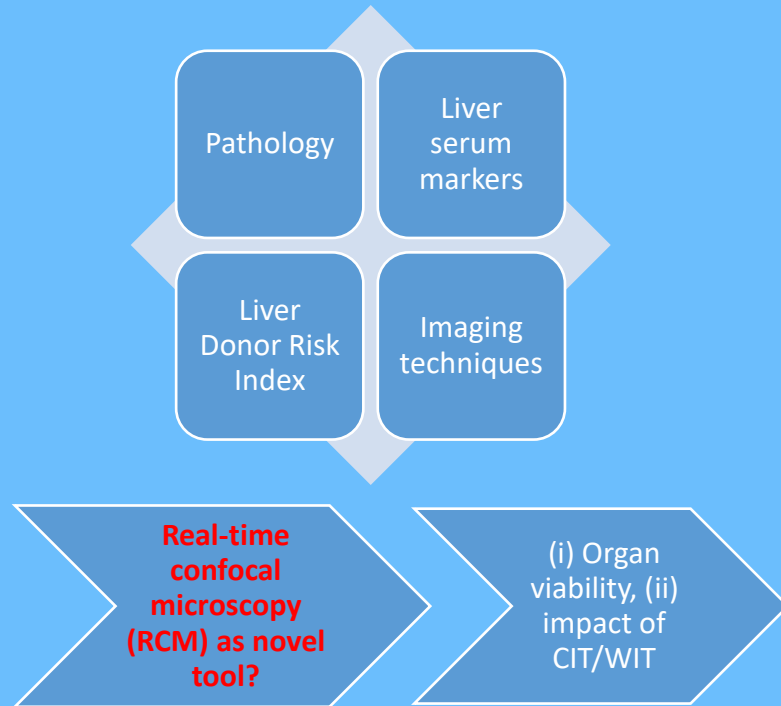 Pathology
Liver
serum
markers
Liver
Donor Risk
Index
Imaging
techniques
Real-time
confocal
microscopy
(RCM) as novel
tool?
(i) Organ
viability, (ii)
impact of
CIT/WIT